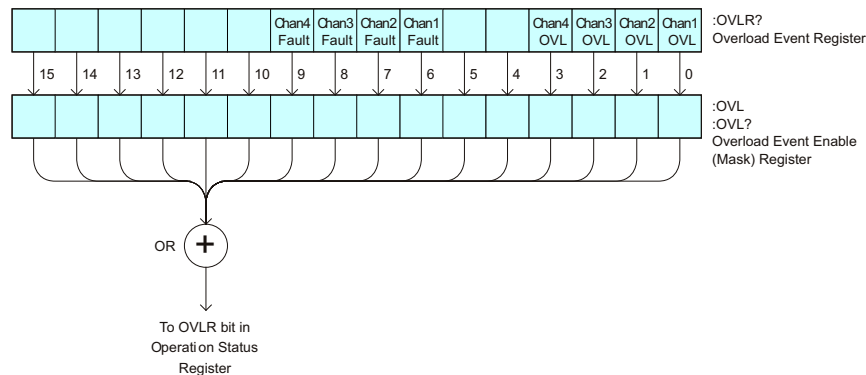 Chan4 Chan3 Chan2 Chan1 Chan4 Chan3 Chan2 Chan1
Fault Fault Fault Fault OVL OVL OVL OVL
:OVLR?
Overload Event Register
15 14 13 12 11 10 9 8 7 6 5 4 3 2 1 0
:OVL
:OVL?
Overload Event Enable
(Mask) Register
OR +
To OVLR bit in
Operation Status
Register